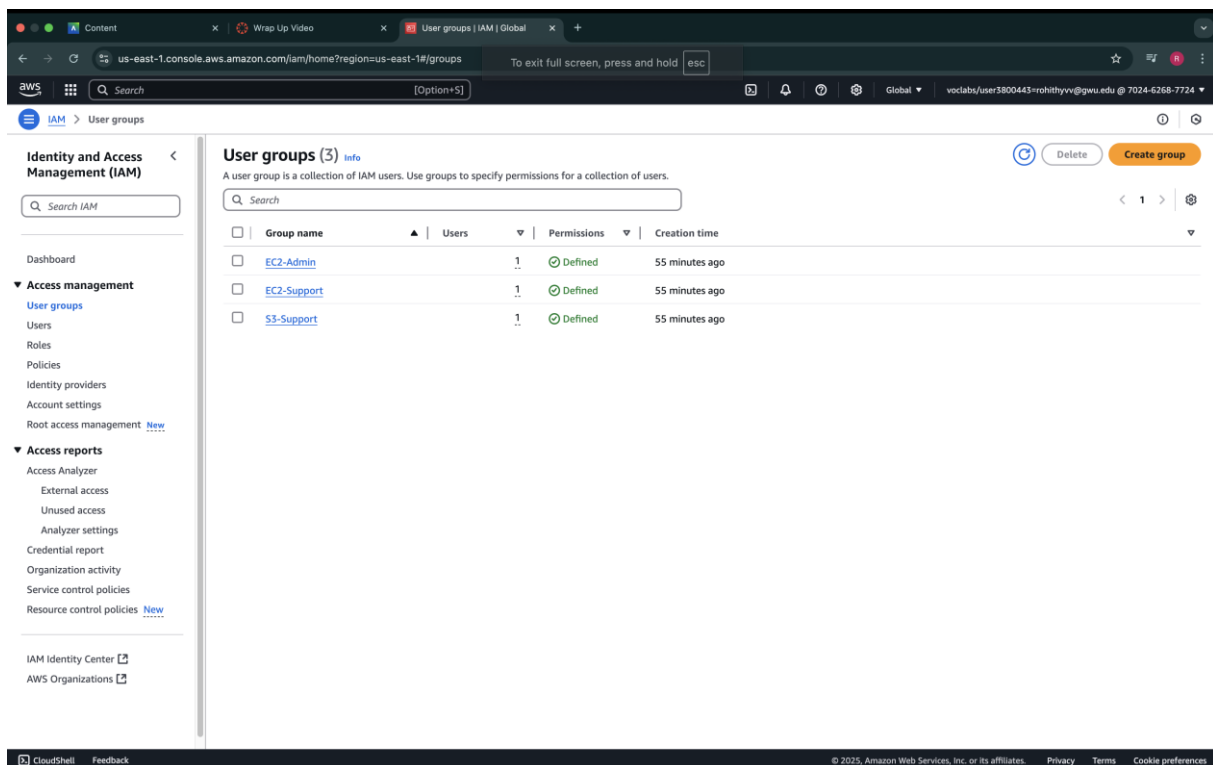 Content
Wrap Up Video
User groups | IAM | Global
us-east-1.console.aws.amazon.com/iam/home?region=us-east-1#/groups
To exit full screen, press and hold esc
R
aws
Search [Option+S]
Global
voclabs/user3800443=rohithyvv@gwu.edu @ 7024-6268-7724
IAM > User groups
Identity and Access Management (IAM)
Search IAM
Dashboard
Access management
User groups
Users
Roles
Policies
Identity providers
Account settings
Root access management New
Access reports
Access Analyzer
External access
Unused access
Analyzer settings
Credential report
Organization activity
Service control policies
Resource control policies New
IAM Identity Center
AWS Organizations
User groups (3) Info
Delete
Create group
A user group is a collection of IAM users. Use groups to specify permissions for a collection of users.
Search
1
Group name Users Permissions Creation time
EC2-Admin 1 Defined 55 minutes ago
EC2-Support 1 Defined 55 minutes ago
S3-Support 1 Defined 55 minutes ago
CloudShell Feedback
© 2025, Amazon Web Services, Inc. or its affiliates. Privacy Terms Cookie preferences